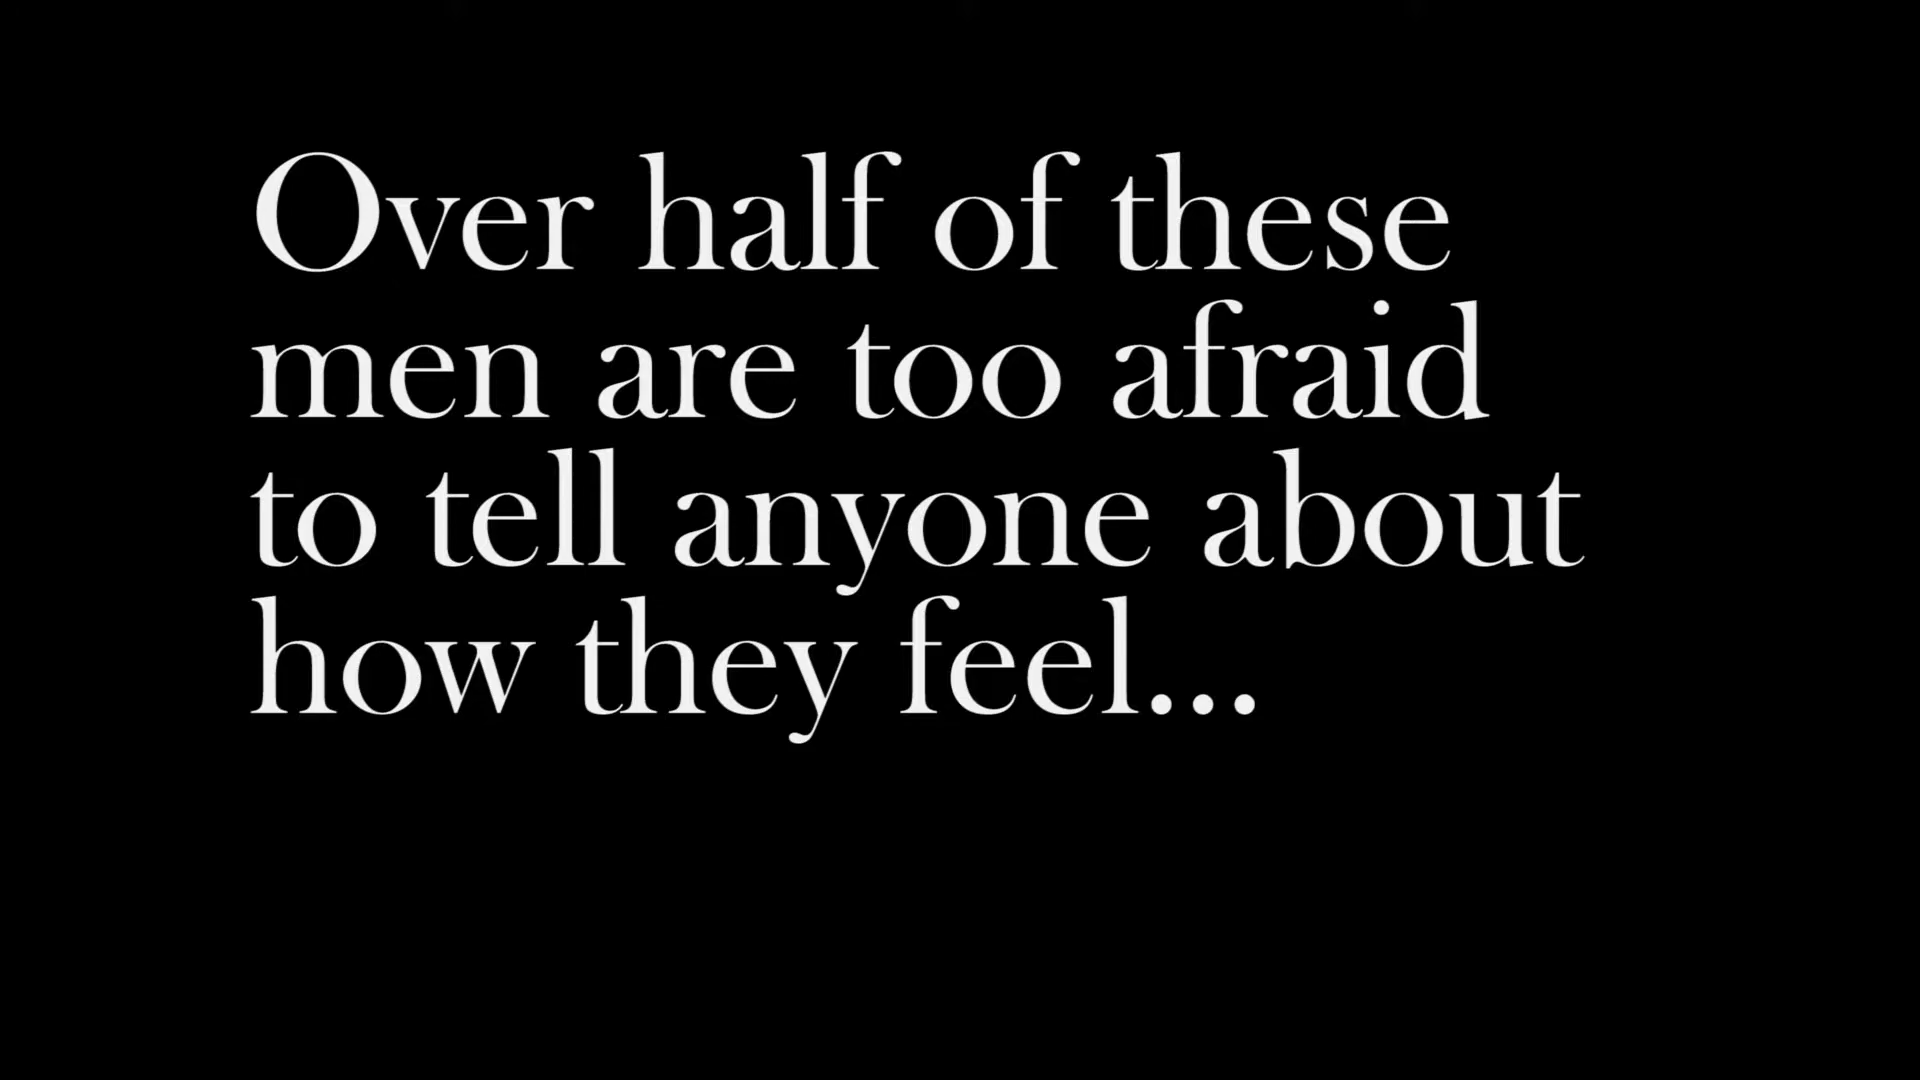 Over half of these
men are too afraid
to tell anyone about
how they feel...